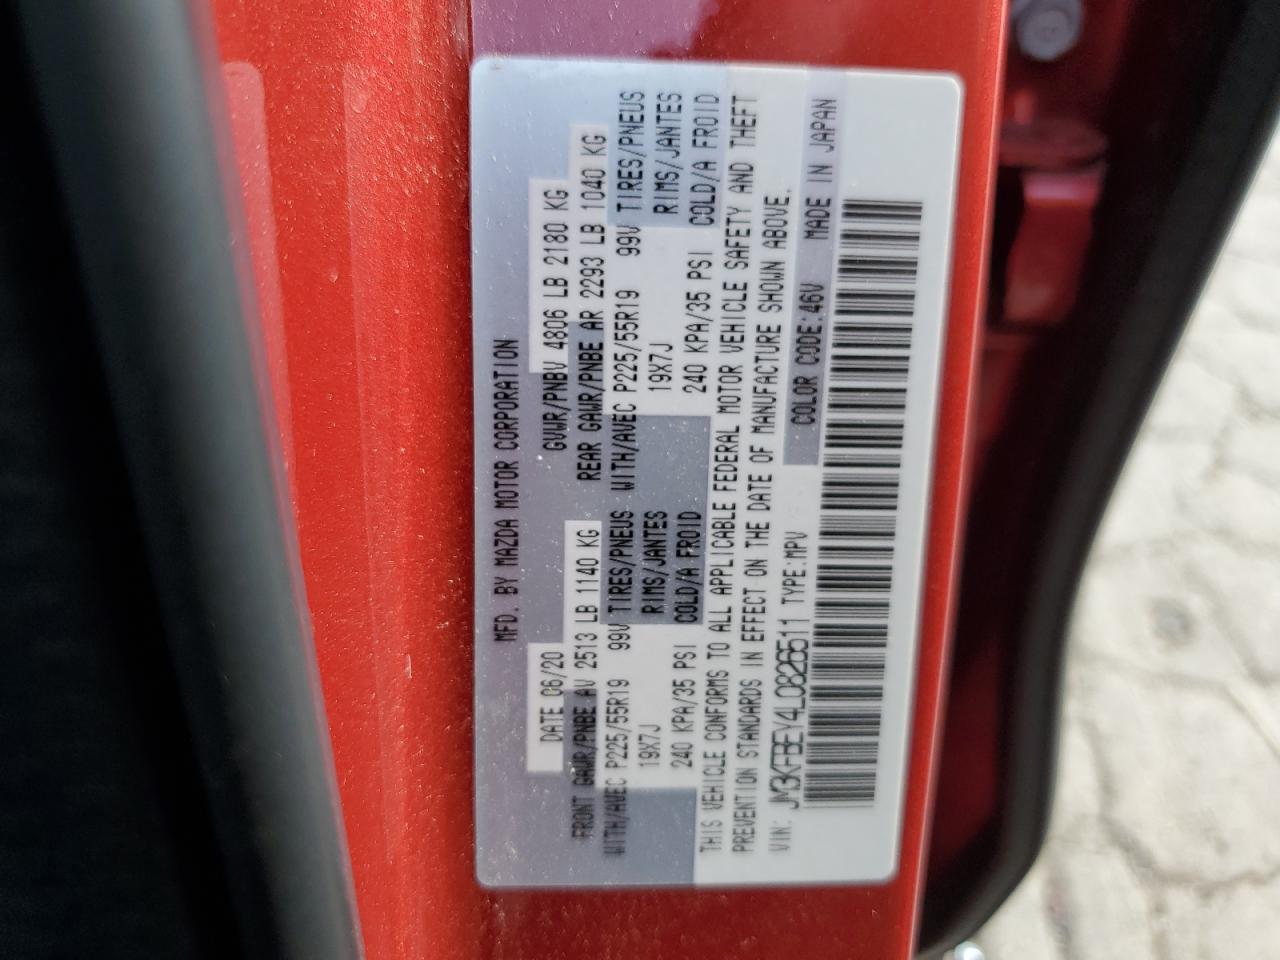 MFD. BY MAZDA MOTOR CORPORATION
DATE 06/20 GVWR/PNBV 4806 LB 2180 KG
FRONT GAWR/PNBE AV 2513 LB 1140 KG REAR GAWR/PNBE AR 2293 LB 1040 KG
WITH/AVEC P225/55R19 99V TIRES/PNEUS WITH/AVEC P225/55R19 99V TIRES/PNEUS
19X7J RIMS/JANTES 19X7J RIMS/JANTES
240 KPA/35 PSI COLD/A FROID 240 KPA/35 PSI COLD/A FROID
THIS VEHICLE CONFORMS TO ALL APPLICABLE FEDERAL MOTOR VEHICLE SAFETY AND THEFT
PREVENTION STANDARDS IN EFFECT ON THE DATE OF MANUFACTURE SHOWN ABOVE.
VIN: JM3KFBEY4L0826511 TYPE:MPV COLOR CODE:46V MADE IN JAPAN